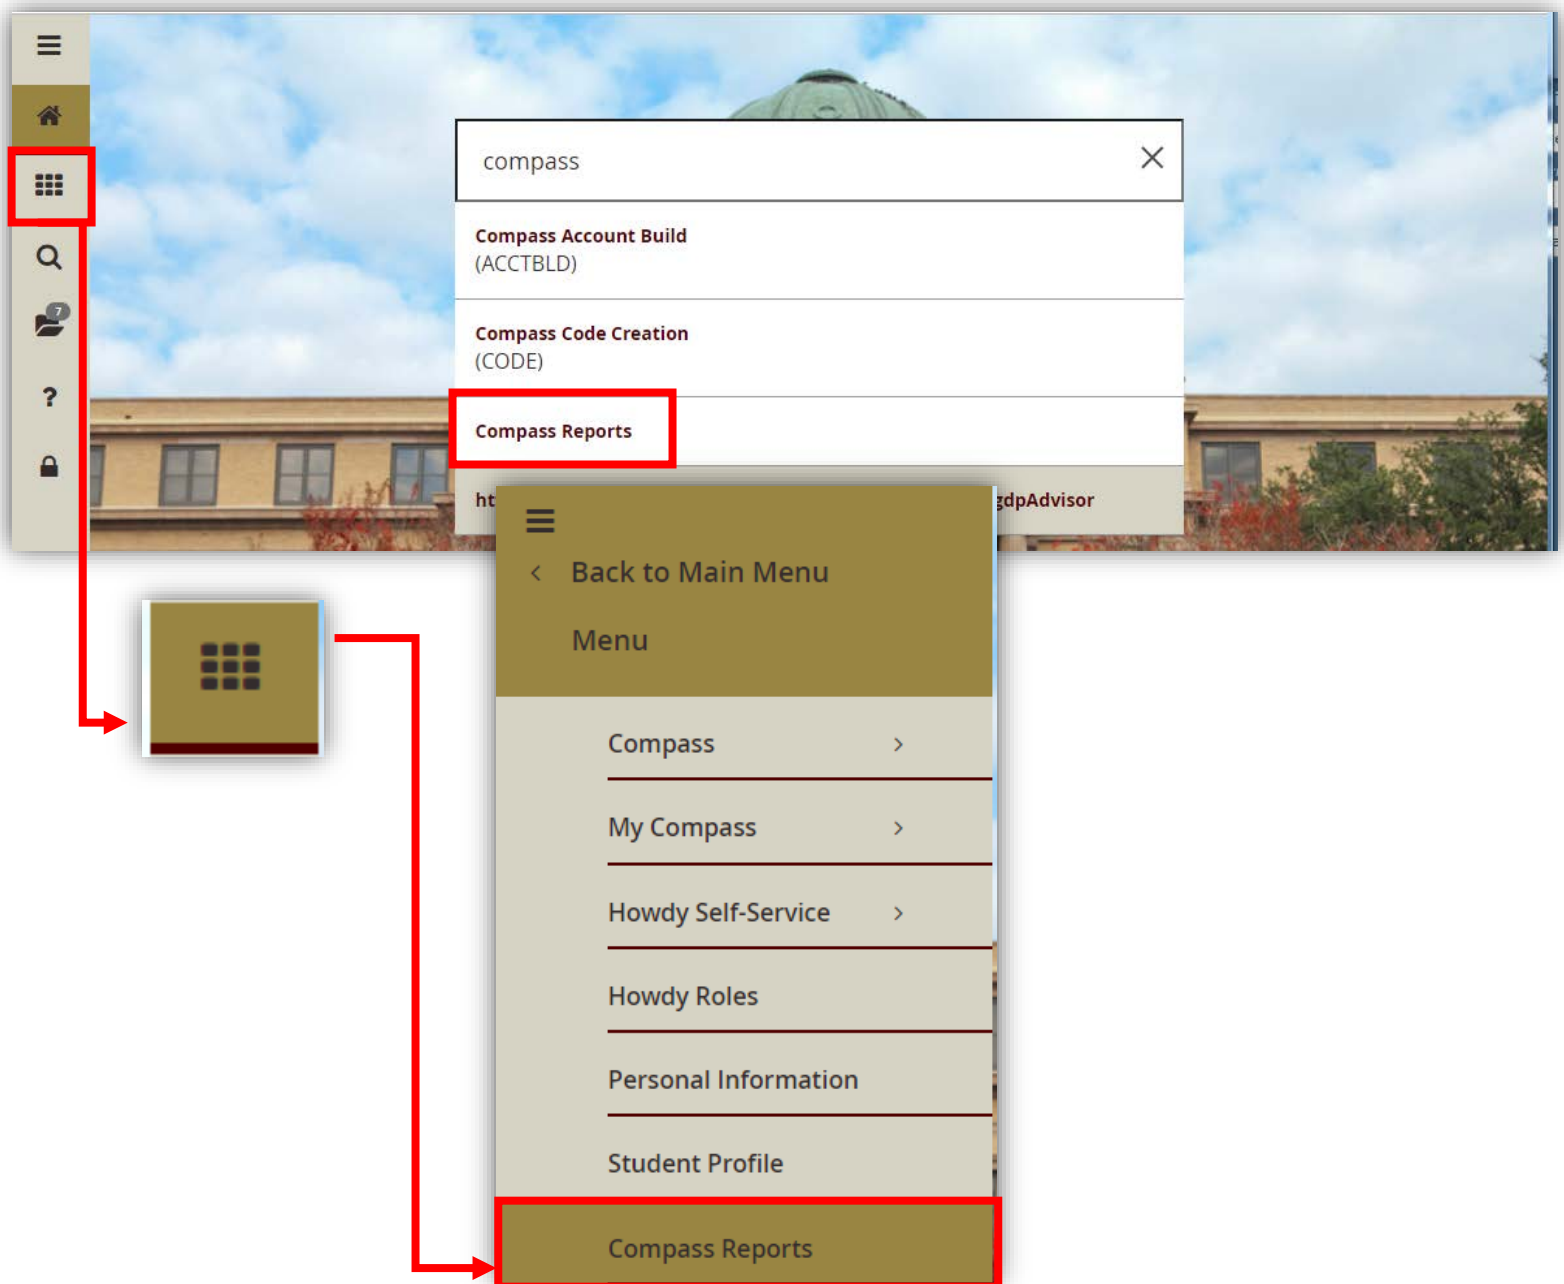 compass
Compass Account Build
(ACCTBLD)
Compass Code Creation
(CODE)
Compass Reports
7
?
Back to Main Menu
Menu
Compass
My Compass
Howdy Self-Service
Howdy Roles
Personal Information
Student Profile
Compass Reports